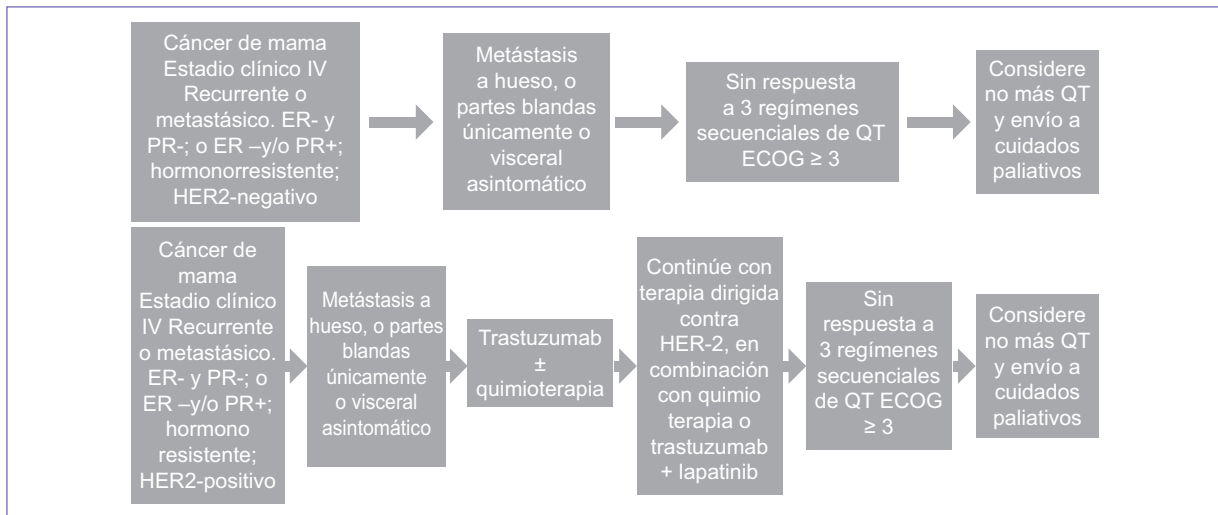 Cáncer de mama
Estadio clínico IV
Recurrente o
metastásico. ER- y
PR-; o ER –y/o PR+;
hormonorresistente;
HER2-negativo
Metástasis
a hueso, o
partes blandas
únicamente o
visceral
asintomático
Sin respuesta
a 3 regímenes
secuenciales de QT
ECOG ≥ 3
Considere
no más QT
y envío a
cuidados
paliativos
Cáncer de
mama
Estadio clínico
IV Recurrente
o metastásico.
ER- y PR-; o
ER –y/o PR+;
hormono
resistente;
HER2-positivo
Metástasis a
hueso, o partes
blandas
únicamente
o visceral
asintomático
Trastuzumab
±
quimioterapia
Continúe con
terapia dirigida
contra
HER-2, en
combinación
con quimio
terapia o
trastuzumab
+ lapatinib
Sin
respuesta a
3 regímenes
secuenciales
de QT ECOG
≥ 3
Considere
no más QT
y envío a
cuidados
paliativos